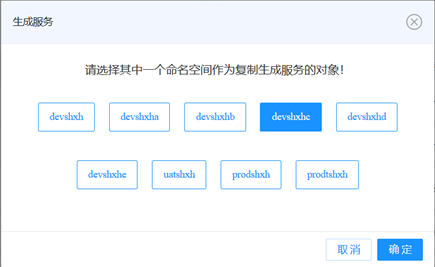 生成服务
请选择其中一个命名空间作为复制生成服务的对象！
devshxh devshxha devshxhb devshxhc devshxhd
devshxhe uatshxh prodshxh prodtshxh
取消 确定